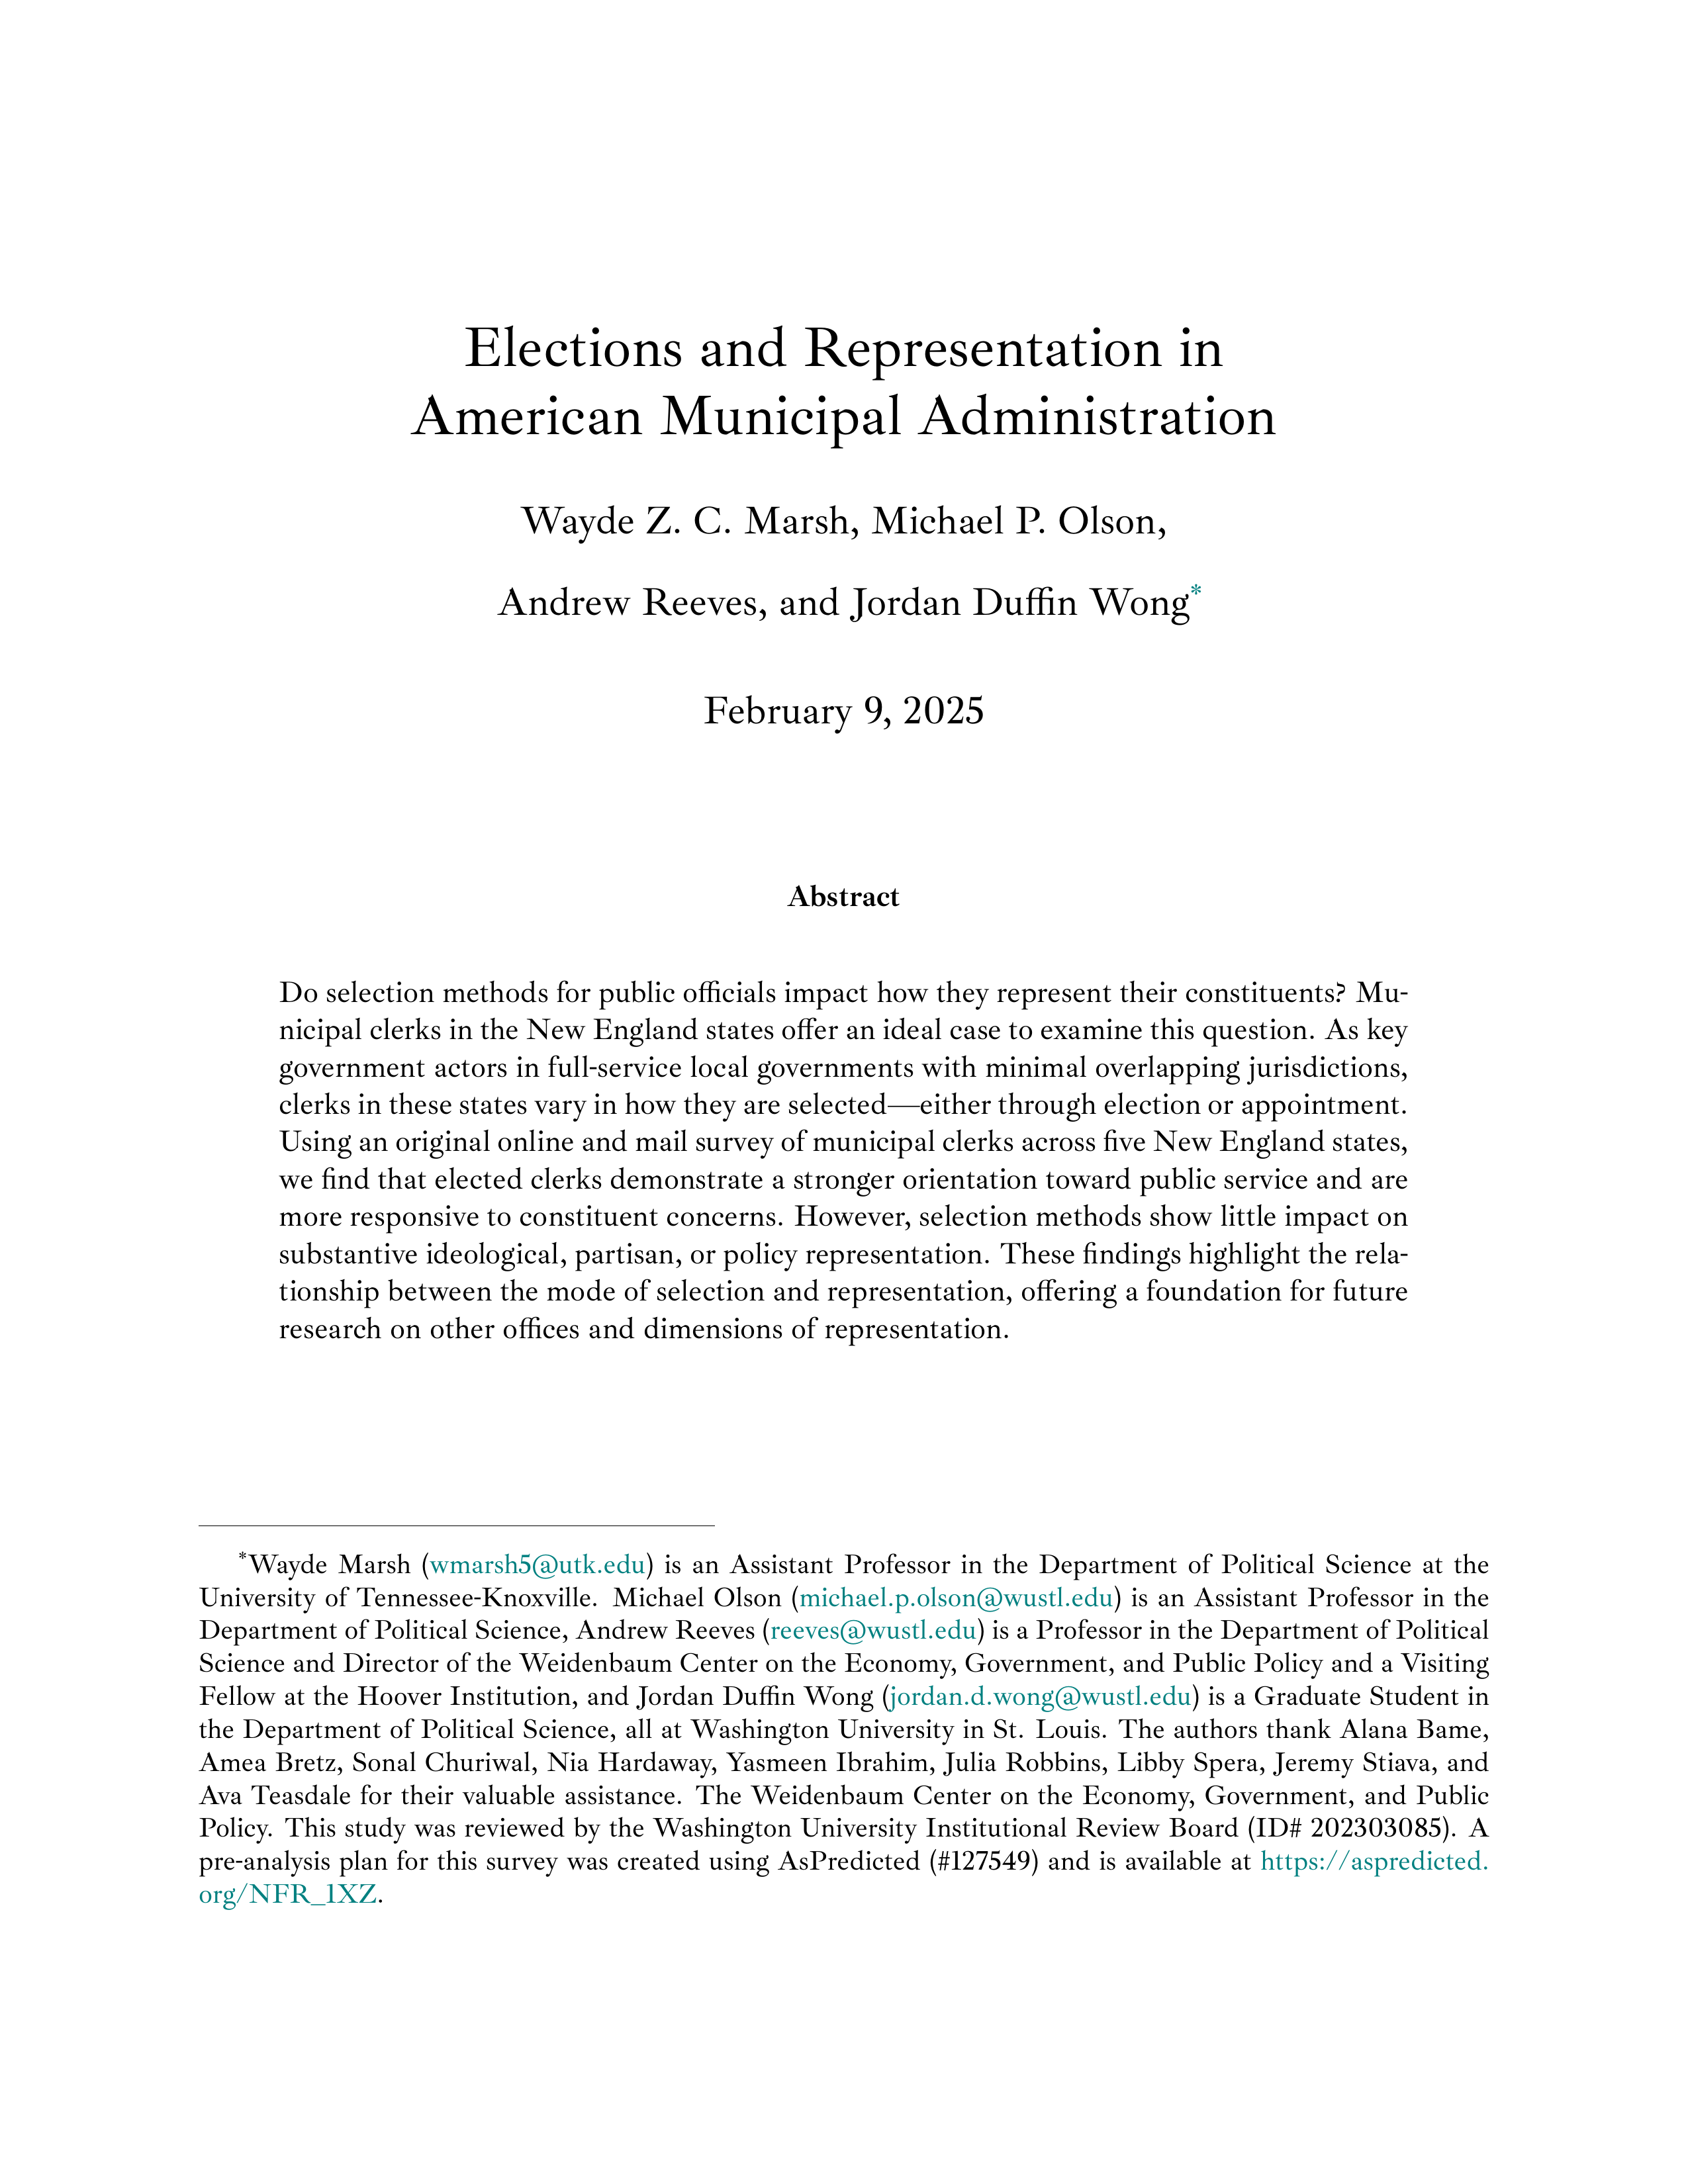 Elections and Representation in
American Municipal Administration
Wayde Z. C. Marsh, Michael P. Olson,
Andrew Reeves, and Jordan Duffin Wong*
February 9, 2025
Abstract
Do selection methods for public officials impact how they represent their constituents? Mu-
nicipal clerks in the New England states offer an ideal case to examine this question. As key
government actors in full-service local governments with minimal overlapping jurisdictions,
clerks in these states vary in how they are selected—either through election or appointment.
Using an original online and mail survey of municipal clerks across five New England states,
we find that elected clerks demonstrate a stronger orientation toward public service and are
more responsive to constituent concerns. However, selection methods show little impact on
substantive ideological, partisan, or policy representation. These findings highlight the rela-
tionship between the mode of selection and representation, offering a foundation for future
research on other offices and dimensions of representation.
*Wayde Marsh (wmarsh5@utk.edu) is an Assistant Professor in the Department of Political Science at the
University of Tennessee-Knoxville. Michael Olson (michael.p.olson@wustl.edu) is an Assistant Professor in the
Department of Political Science, Andrew Reeves (reeves@wustl.edu) is a Professor in the Department of Political
Science and Director of the Weidenbaum Center on the Economy, Government, and Public Policy and a Visiting
Fellow at the Hoover Institution, and Jordan Duffin Wong (jordan.d.wong@wustl.edu) is a Graduate Student in
the Department of Political Science, all at Washington University in St. Louis. The authors thank Alana Bame,
Amea Bretz, Sonal Churiwal, Nia Hardaway, Yasmeen Ibrahim, Julia Robbins, Libby Spera, Jeremy Stiava, and
Ava Teasdale for their valuable assistance. The Weidenbaum Center on the Economy, Government, and Public
Policy. This study was reviewed by the Washington University Institutional Review Board (ID# 202303085). A
pre-analysis plan for this survey was created using AsPredicted (#127549) and is available at https://aspredicted.
org/NFR_1XZ.